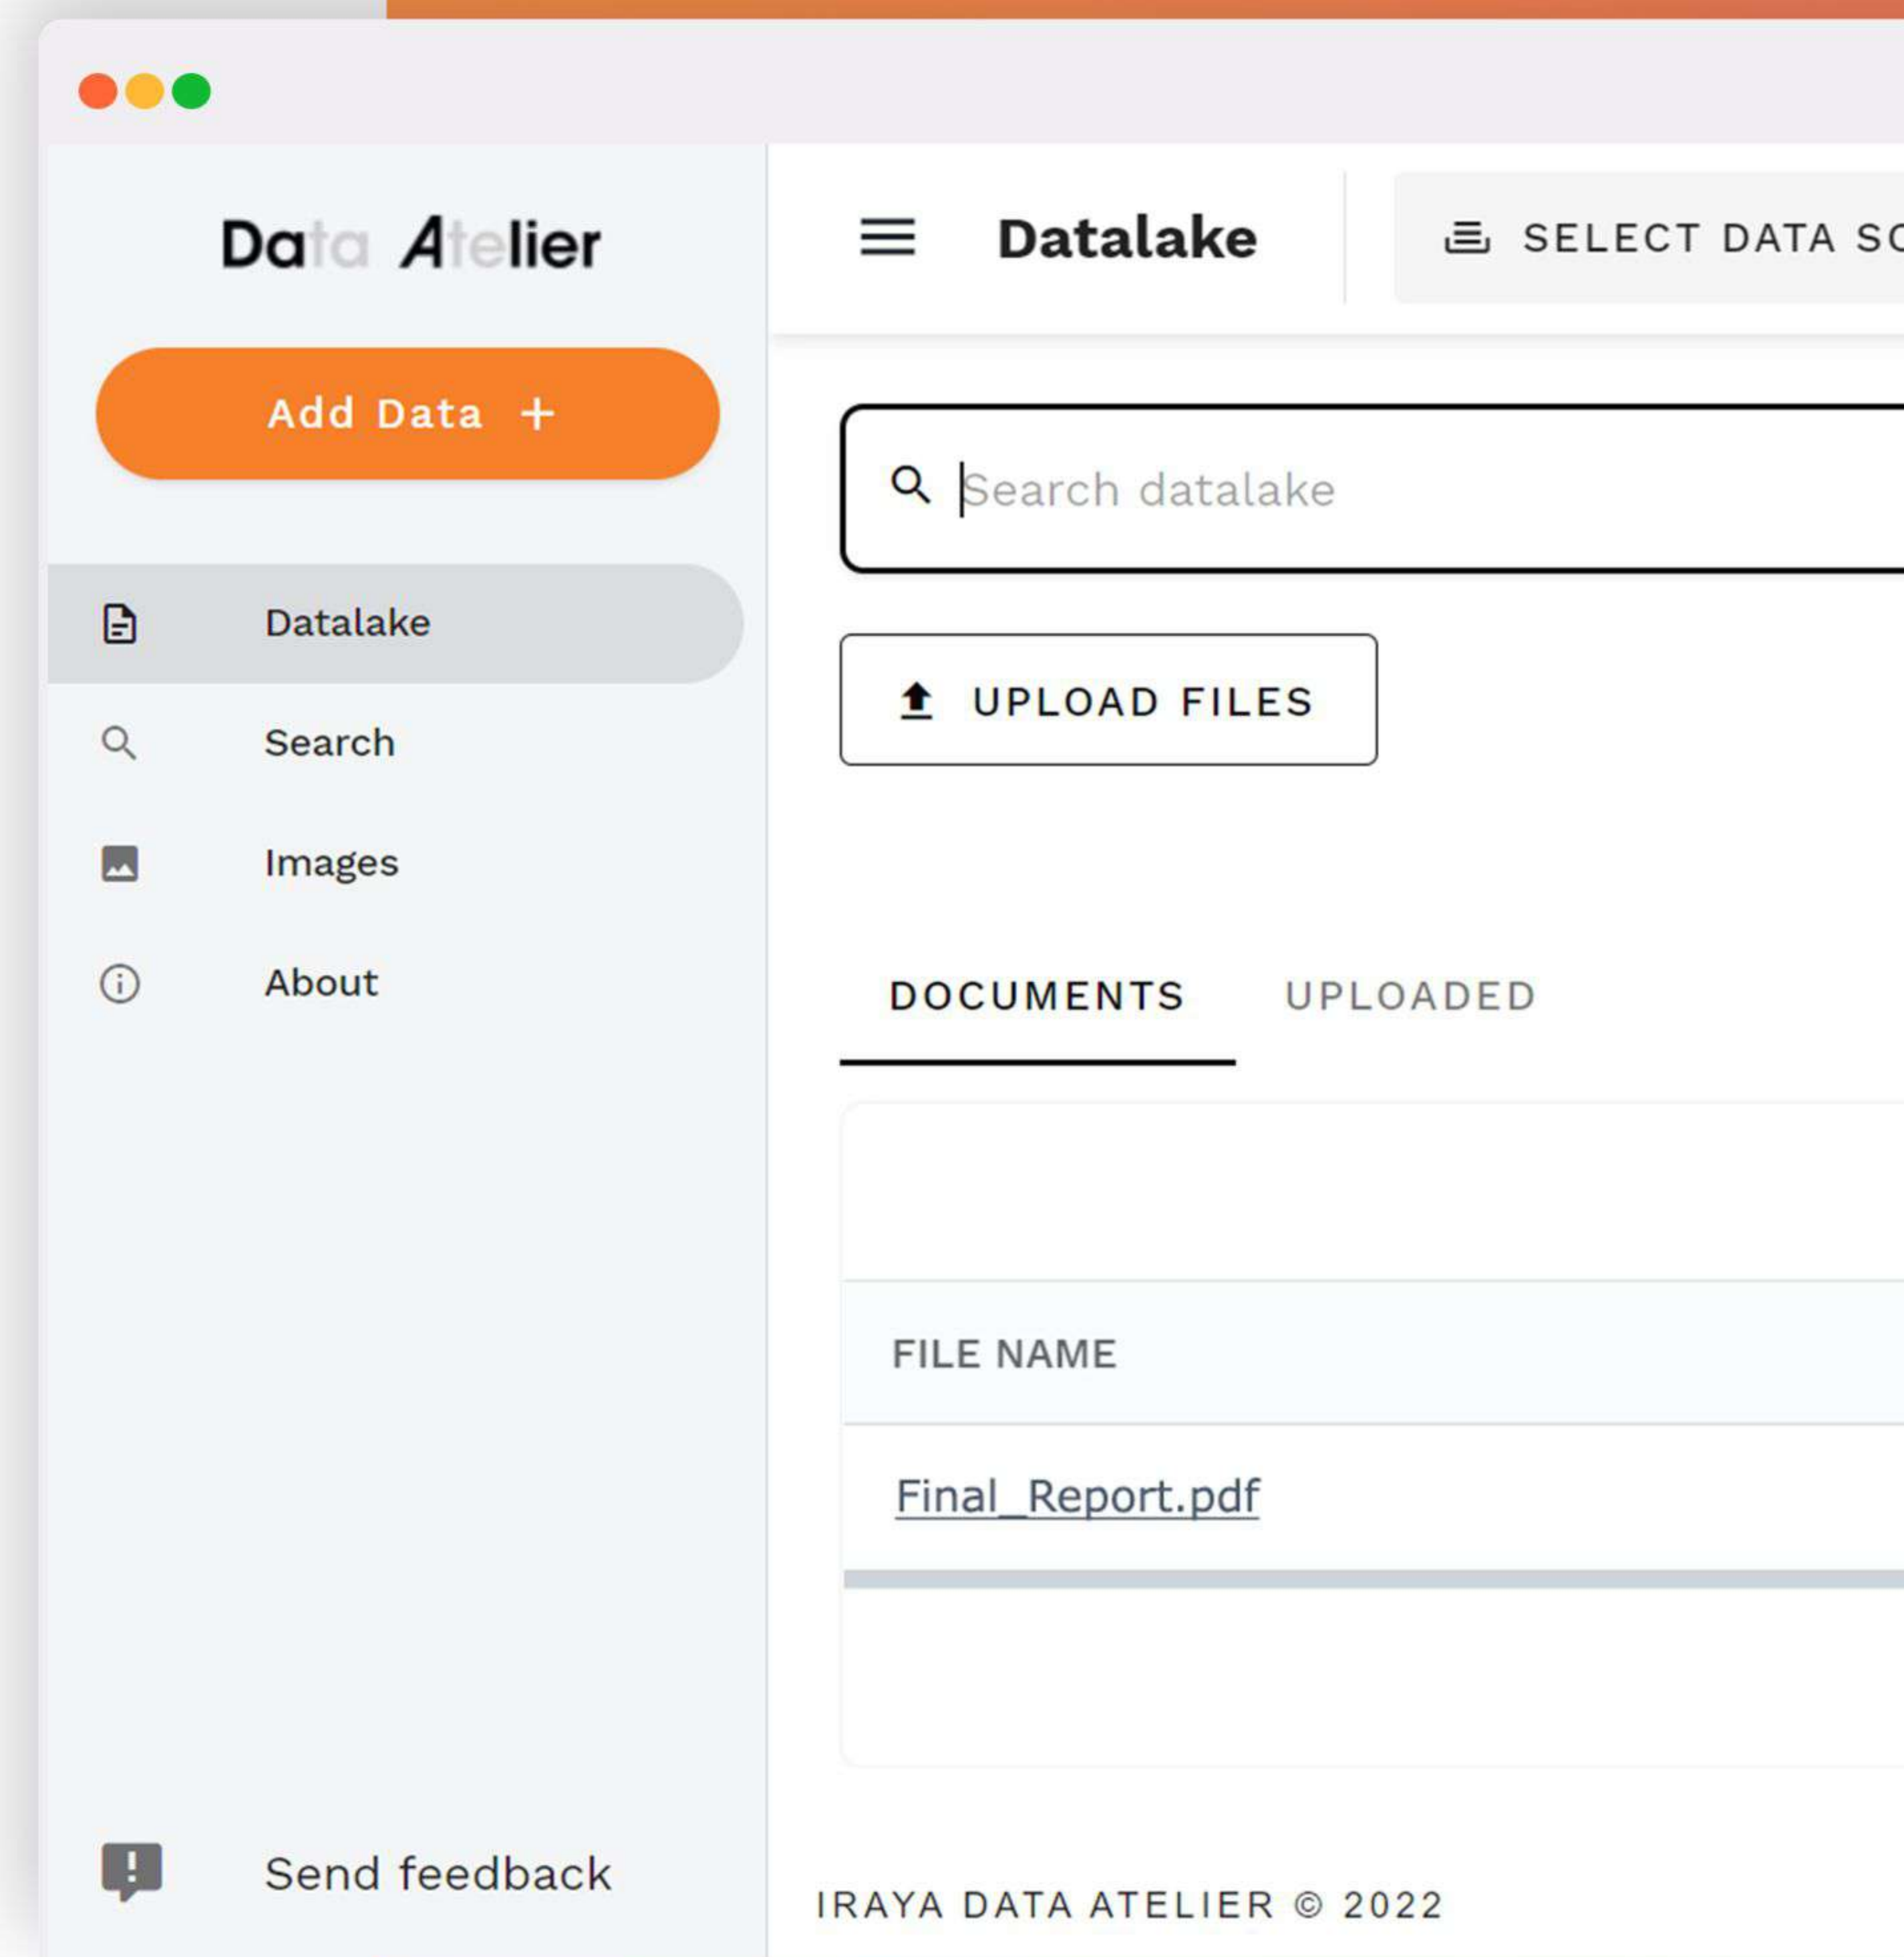 Data Atelier
Add Data +
Datalake
Search
Images
About
Send feedback
Datalake
SELECT DATA
Search datalake
UPLOAD FILES
DOCUMENTS UPLOADED
FILE NAME
Final_Report.pdf
IRAYA DATA ATELIER © 2022